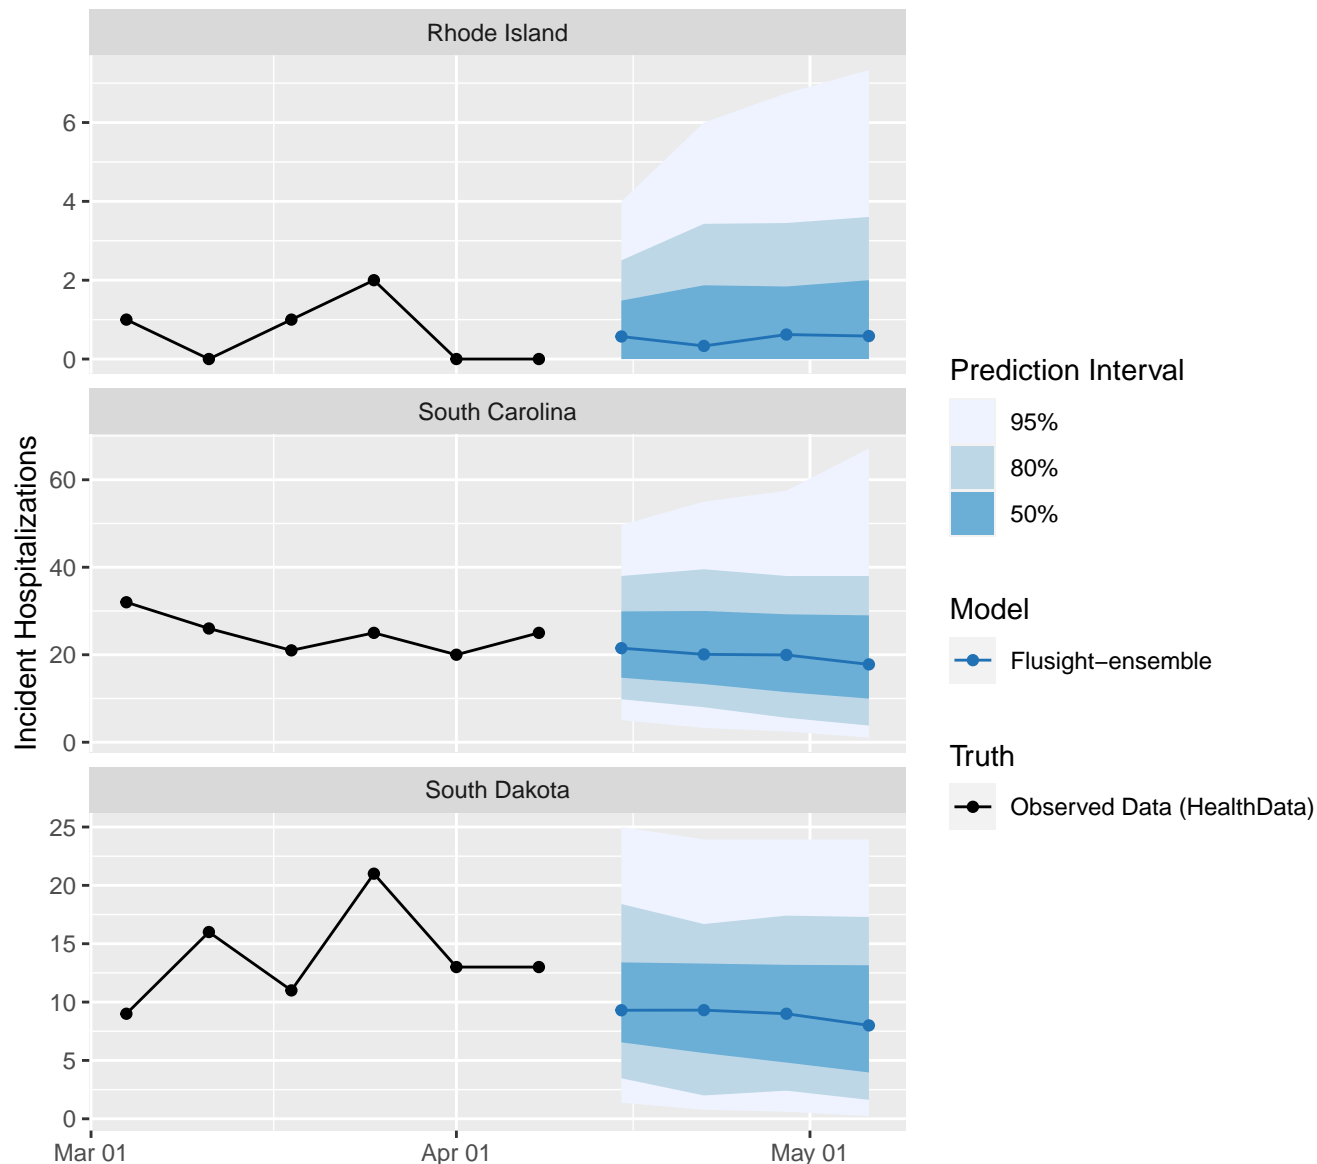 Rhode Island
6
4
2
0
South Carolina
60
40
20
0
South Dakota
25
20
15
10
5
0
Mar 01
Apr 01
May 01
Incident Hospitalizations
Prediction Interval
95%
80%
50%
Model
Flusight−ensemble
Truth
Observed Data (HealthData)